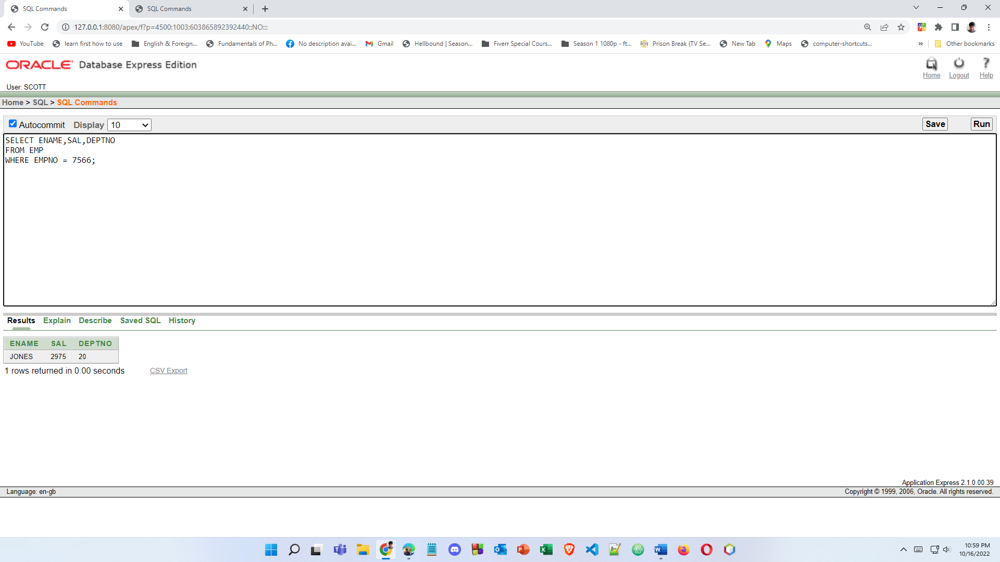 SQL Commands
SQL Commands
127.0.0.1:8080/apex/f?p=4500:1003:603865892392440::NO:::
YouTube
learn first how to use
English & Foreign...
Fundamentals of Ph...
No description avai...
Gmail
Hellbound | Season...
Fiverr Special Cours...
Season 1 1080p - ft...
Prison Break (TV Se...
New Tab
Maps
computer-shortcuts...
»
Other bookmarks
ORACLE Database Express Edition
Home
Logout
Help
User: SCOTT
Home > SQL > SQL Commands
Autocommit Display 10
Save
Run
SELECT ENAME,SAL,DEPTNO
FROM EMP
WHERE EMPNO = 7566;
Results Explain Describe Saved SQL History
ENAME SAL DEPTNO
JONES 2975 20
1 rows returned in 0.00 seconds CSV Export
Application Express 2.1.0.00.39
Language: en-gb
Copyright © 1999, 2006, Oracle. All rights reserved.
10:59 PM
10/16/2022